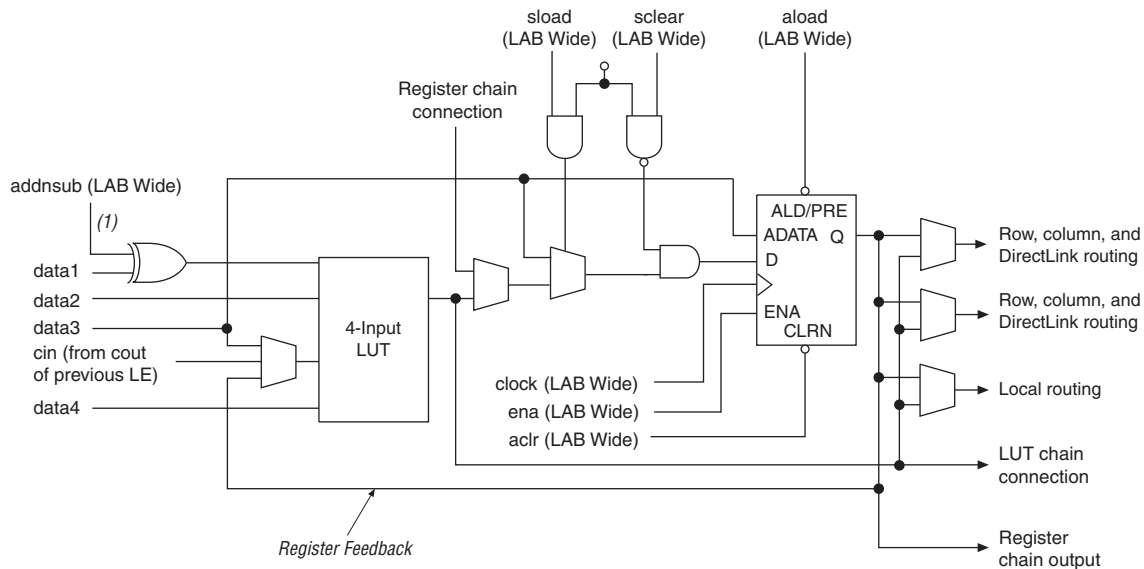 sload
(LAB Wide)
sclear
(LAB Wide)
aload
(LAB Wide)
Register chain
connection
addnsub (LAB Wide)
(1)
data1
data2
data3
cin (from cout
of previous LE)
data4
4-Input
LUT
ALD/PRE
ADATA Q
D
ENA
CLRN
clock (LAB Wide)
ena (LAB Wide)
aclr (LAB Wide)
Row, column, and
DirectLink routing
Row, column, and
DirectLink routing
Local routing
LUT chain
connection
Register
chain output
Register Feedback